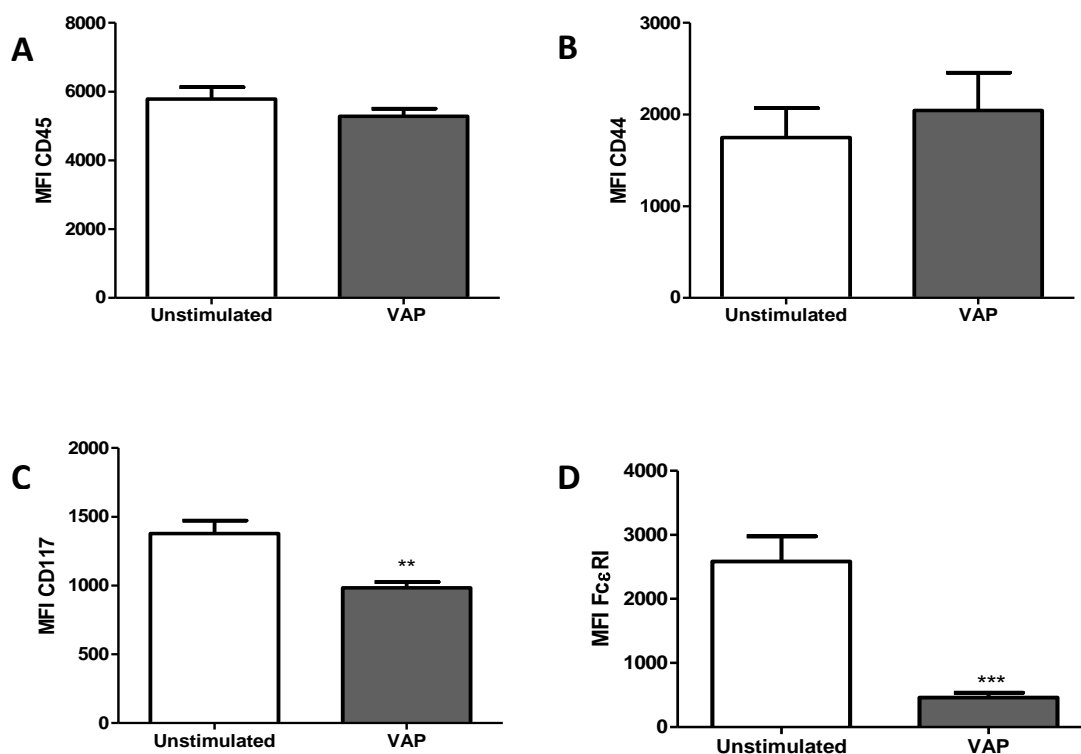 A
MFI CD45
8000
6000
4000
2000
0
Unstimulated VAP
B
MFI CD44
3000
2000
1000
0
Unstimulated VAP
C
MFI CD117
2000
1500
1000
500
0
**
Unstimulated VAP
D
MFI FcεRI
4000
3000
2000
1000
0
***
Unstimulated VAP